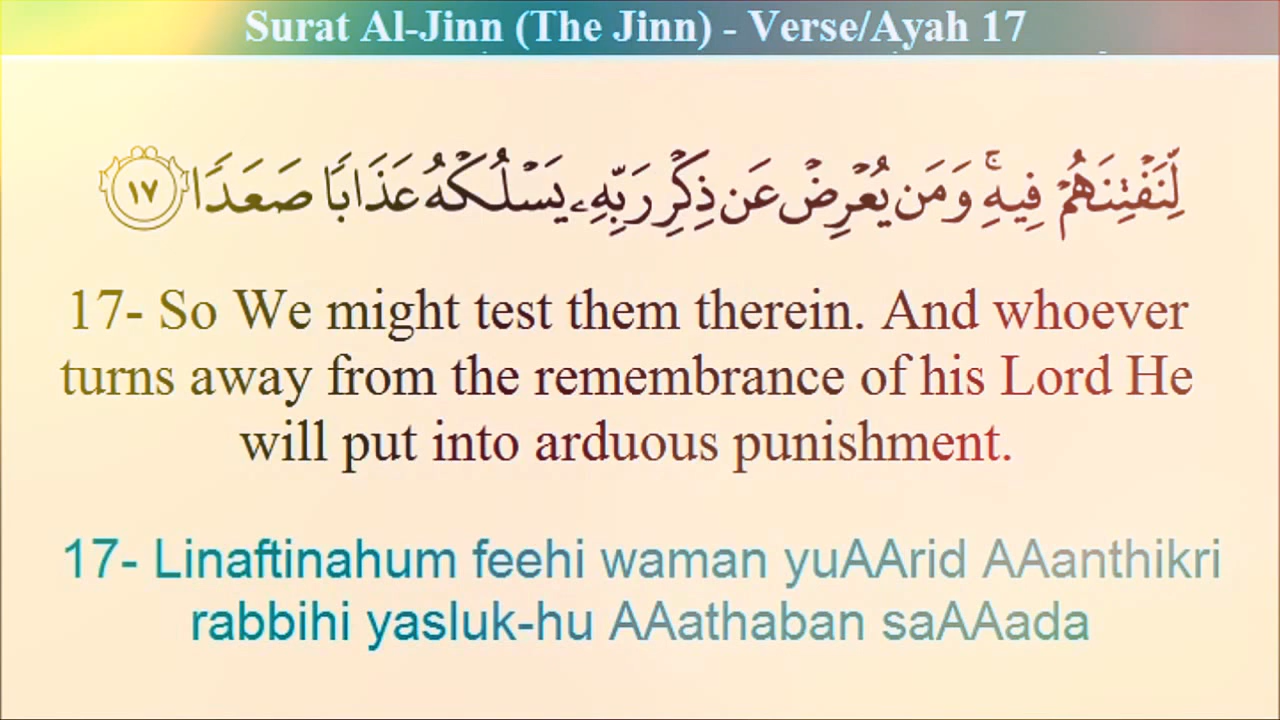 Surat Al-Jinn (The Jinn) - Verse/Ayah 17
لِّنَفْتِنَهُمْ فِيهِ ۚ وَمَن يُعْرِضْ عَن ذِكْرِ رَبِّهِۦ يَسْلُكْهُ عَذَابًا صَعَدًا ١٧
17- So We might test them therein. And whoever
turns away from the remembrance of his Lord He
will put into arduous punishment.
17- Linaftinahum feehi waman yuAArid AAanthikri
rabbihi yasluk-hu AAathaban saAAada